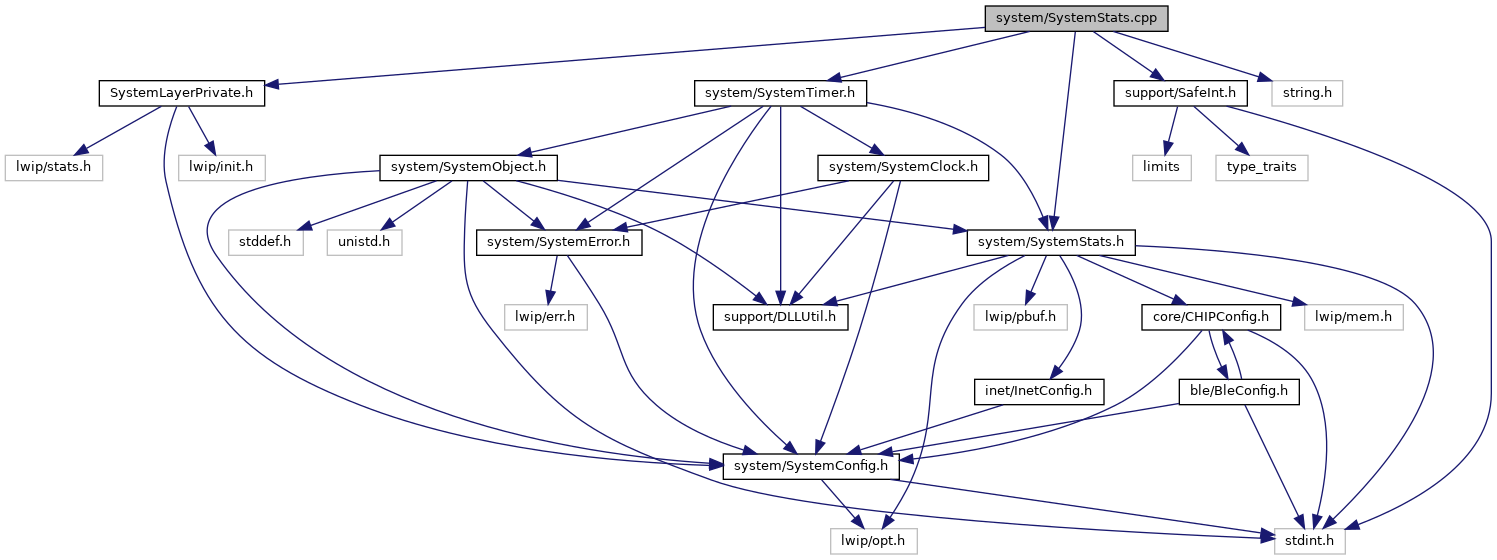 system/SystemStats.cpp
SystemLayerPrivate.h
system/SystemTimer.h
support/SafeInt.h
string.h
lwip/stats.h
lwip/init.h
system/SystemObject.h
system/SystemClock.h
limits
type_traits
stddef.h
unistd.h
system/SystemError.h
system/SystemStats.h
lwip/err.h
support/DLLUtil.h
lwip/pbuf.h
core/CHIPConfig.h
lwip/mem.h
inet/InetConfig.h
ble/BleConfig.h
system/SystemConfig.h
lwip/opt.h
stdint.h